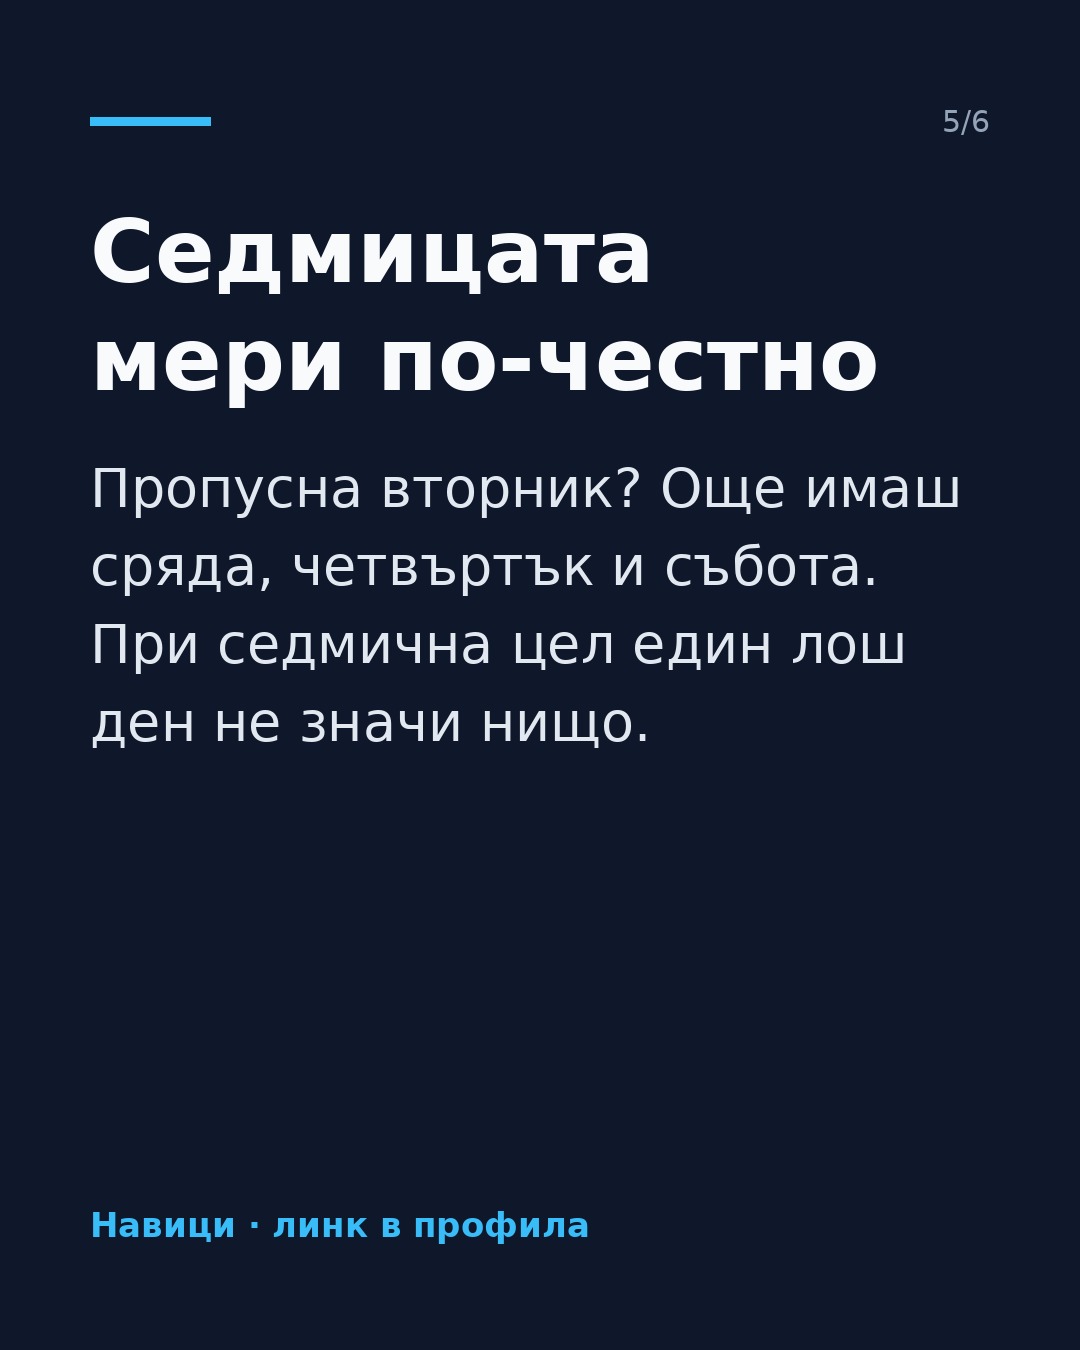 5/6
Седмицата
мери по-честно
Пропусна вторник? Още имаш
сряда, четвъртък и събота.
При седмична цел един лош
ден не значи нищо.
Навици · линк в профила